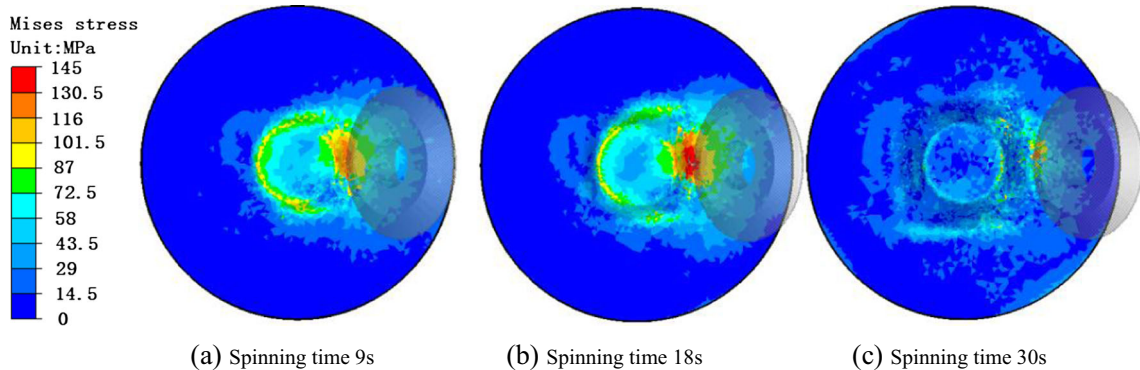 Mises stress
Unit:MPa
145
130.5
116
101.5
87
72.5
58
43.5
29
14.5
0
(a) Spinning time 9s
(b) Spinning time 18s
(c) Spinning time 30s